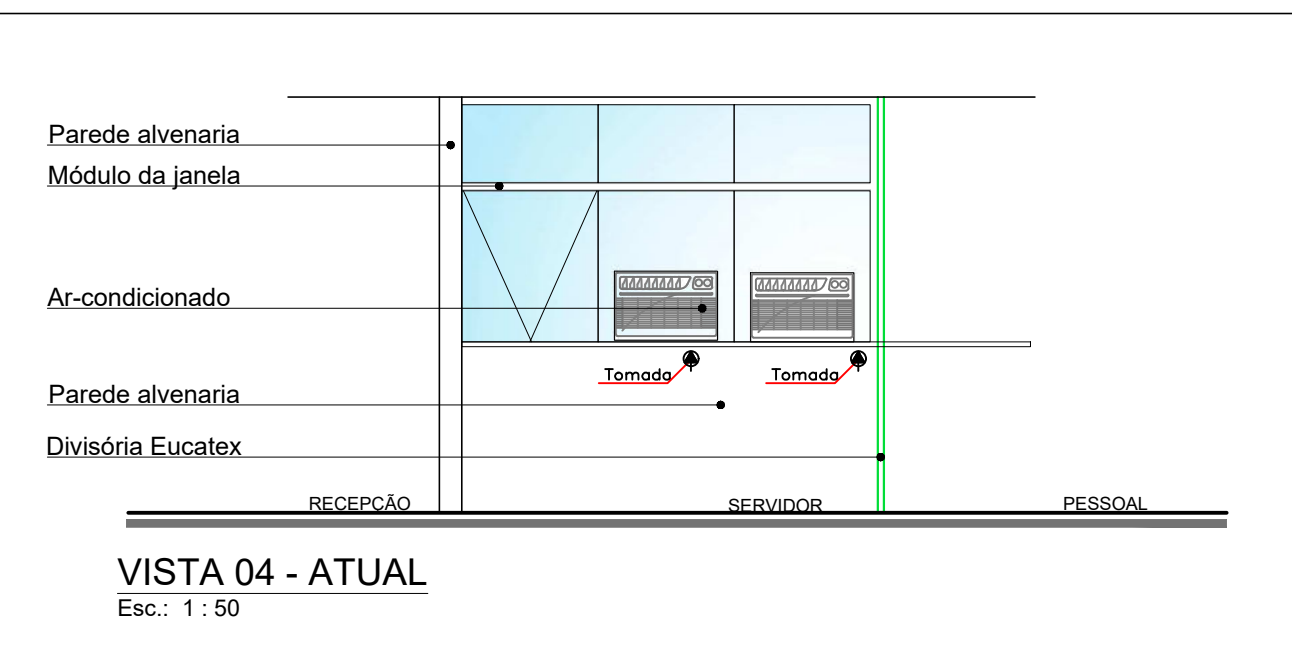 Parede alvenaria
Módulo da janela
Ar-condicionado
Tomada
Tomada
Parede alvenaria
Divisória Eucatex
RECEPÇÃO
SERVIDOR
PESSOAL
VISTA 04 - ATUAL
Esc.: 1 : 50